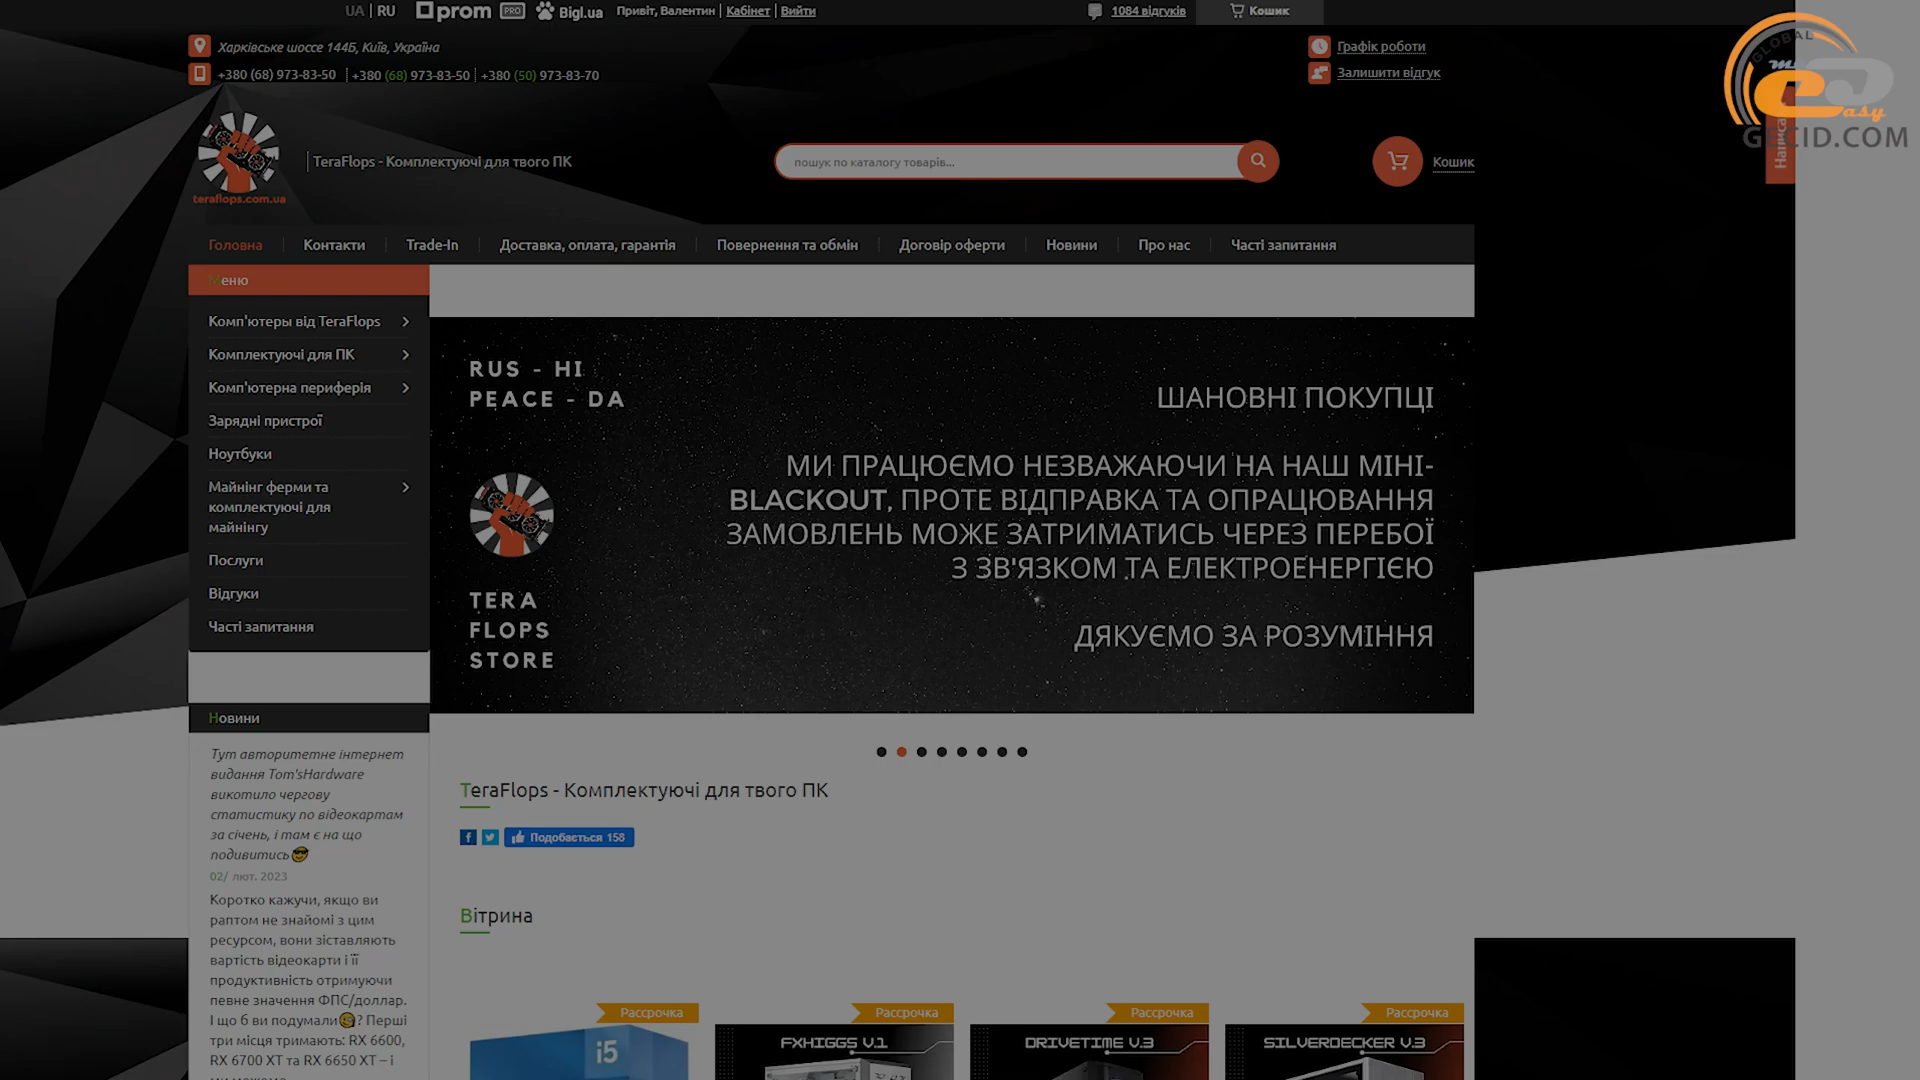 UA | RU prom PRO Bigl.ua Привіт, Валентин | Кабінет | Вийти 1084 відгуків Кошик
Харківське шоссе 144Б, Київ, Україна
Графік роботи
+380 (68) 973-83-50 | +380 (68) 973-83-50 | +380 (50) 973-83-70
Залишити відгук
GLOBAL
easy
GECID.COM
TeraFlops - Комплектуючі для твого ПК
пошук по каталогу товарів...
Кошик
teraflops.com.ua
Головна Контакти Trade-In Доставка, оплата, гарантія Повернення та обмін Договір оферти Новини Про нас Часті запитання
Меню
Комп'ютеры від TeraFlops
Комплектуючі для ПК
Комп'ютерна периферія
Зарядні пристрої
Ноутбуки
Майнінг ферми та
комплектуючі для
майнінгу
Послуги
Відгуки
Часті запитання
RUS - HI
PEACE - DA
TERA
FLOPS
STORE
ШАНОВНІ ПОКУПЦІ
МИ ПРАЦЮЄМО НЕЗВАЖАЮЧИ НА НАШ МІНІ-
BLACKOUT, ПРОТЕ ВІДПРАВКА ТА ОПРАЦЮВАННЯ
ЗАМОВЛЕНЬ МОЖЕ ЗАТРИМАТИСЬ ЧЕРЕЗ ПЕРЕБОЇ
З ЗВ'ЯЗКОМ ТА ЕЛЕКТРОЕНЕРГІЄЮ
ДЯКУЄМО ЗА РОЗУМІННЯ
Новини
Тут авторитетне інтернет
видання Tom'sHardware
викотило чергову
статистику по відеокартам
за січень, і там є на що
подивитись😎
02/ лют. 2023
Коротко кажучи, якщо ви
раптом не знайомі з цим
ресурсом, вони зіставляють
вартість відеокарти і її
продуктивність отримуючи
певне значення ФПС/доллар.
І що б ви подумали🧐? Перші
три місця тримають: RX 6600,
RX 6700 XT та RX 6650 XT – і
TeraFlops - Комплектуючі для твого ПК
Подобається 158
Вітрина
Рассрочка
Рассрочка
Рассрочка
Рассрочка
i5
FXHIGGS V.1
DRIVETIME V.3
SILVERDECKER V.3